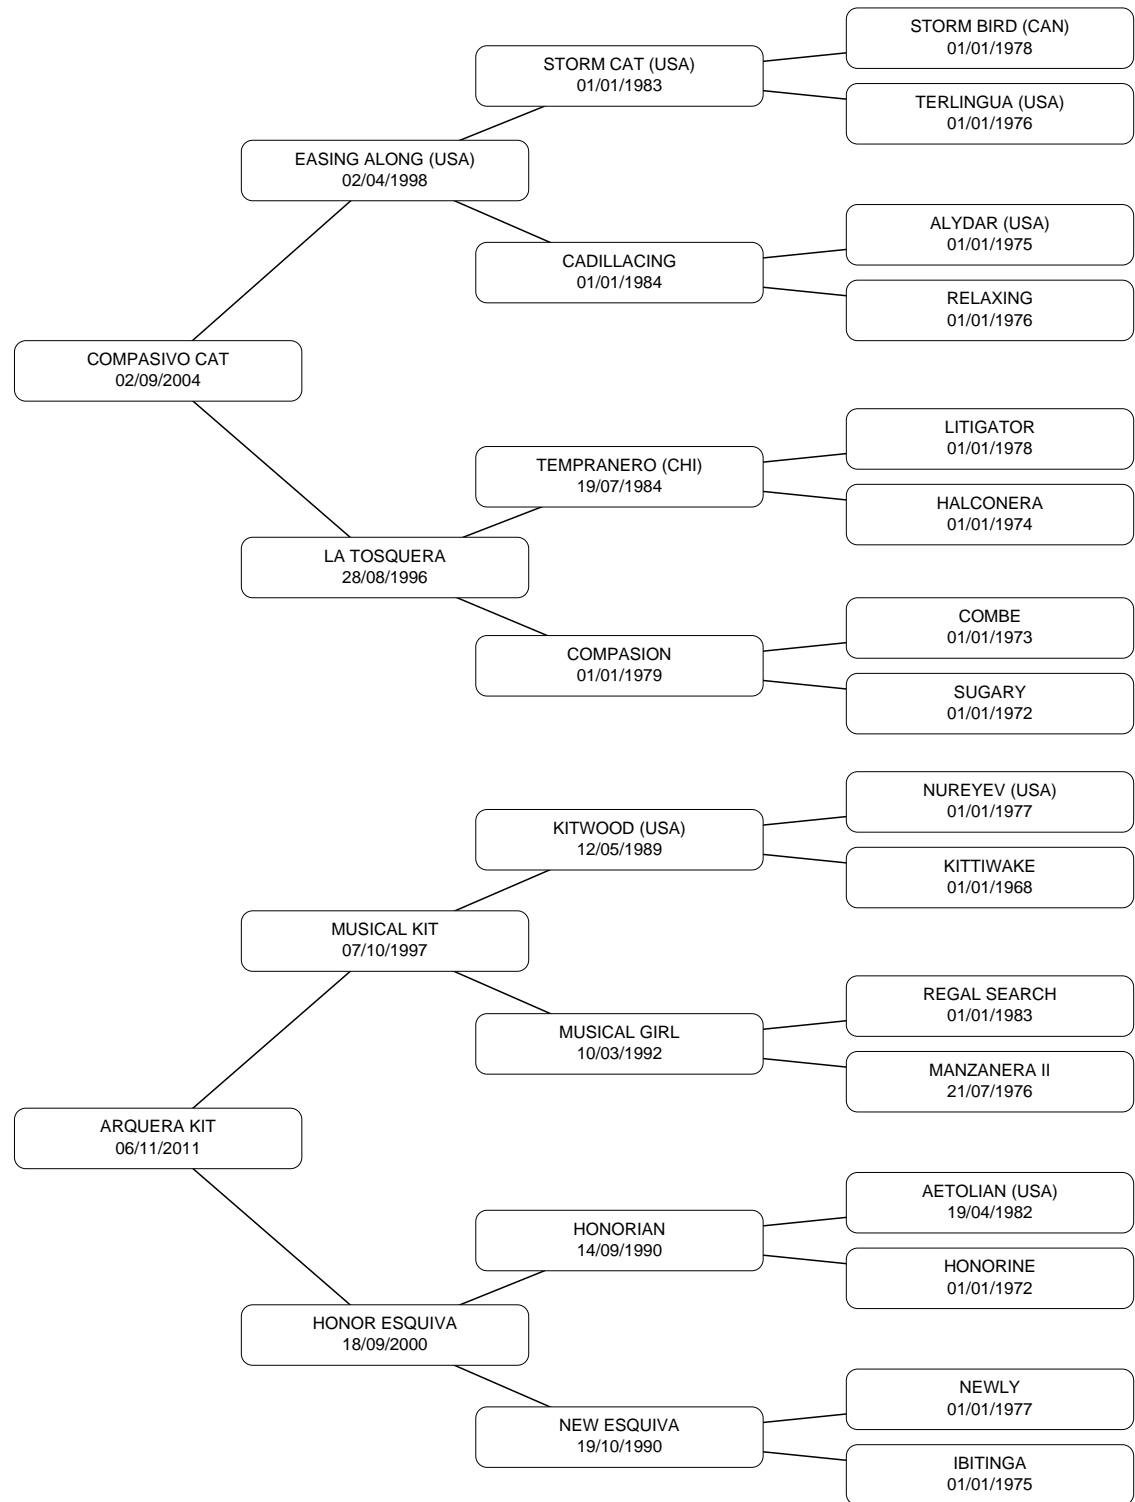 STORM BIRD (CAN)
01/01/1978
STORM CAT (USA)
01/01/1983
TERLINGUA (USA)
01/01/1976
EASING ALONG (USA)
02/04/1998
ALYDAR (USA)
01/01/1975
CADILLACING
01/01/1984
RELAXING
01/01/1976
COMPASIVO CAT
02/09/2004
LITIGATOR
01/01/1978
TEMPRANERO (CHI)
19/07/1984
HALCONERA
01/01/1974
LA TOSQUERA
28/08/1996
COMBE
01/01/1973
COMPASION
01/01/1979
SUGARY
01/01/1972
NUREYEV (USA)
01/01/1977
KITWOOD (USA)
12/05/1989
KITTIWAKE
01/01/1968
MUSICAL KIT
07/10/1997
REGAL SEARCH
01/01/1983
MUSICAL GIRL
10/03/1992
MANZANERA II
21/07/1976
ARQUERA KIT
06/11/2011
AETOLIAN (USA)
19/04/1982
HONORIAN
14/09/1990
HONORINE
01/01/1972
HONOR ESQUIVA
18/09/2000
NEWLY
01/01/1977
NEW ESQUIVA
19/10/1990
IBITINGA
01/01/1975